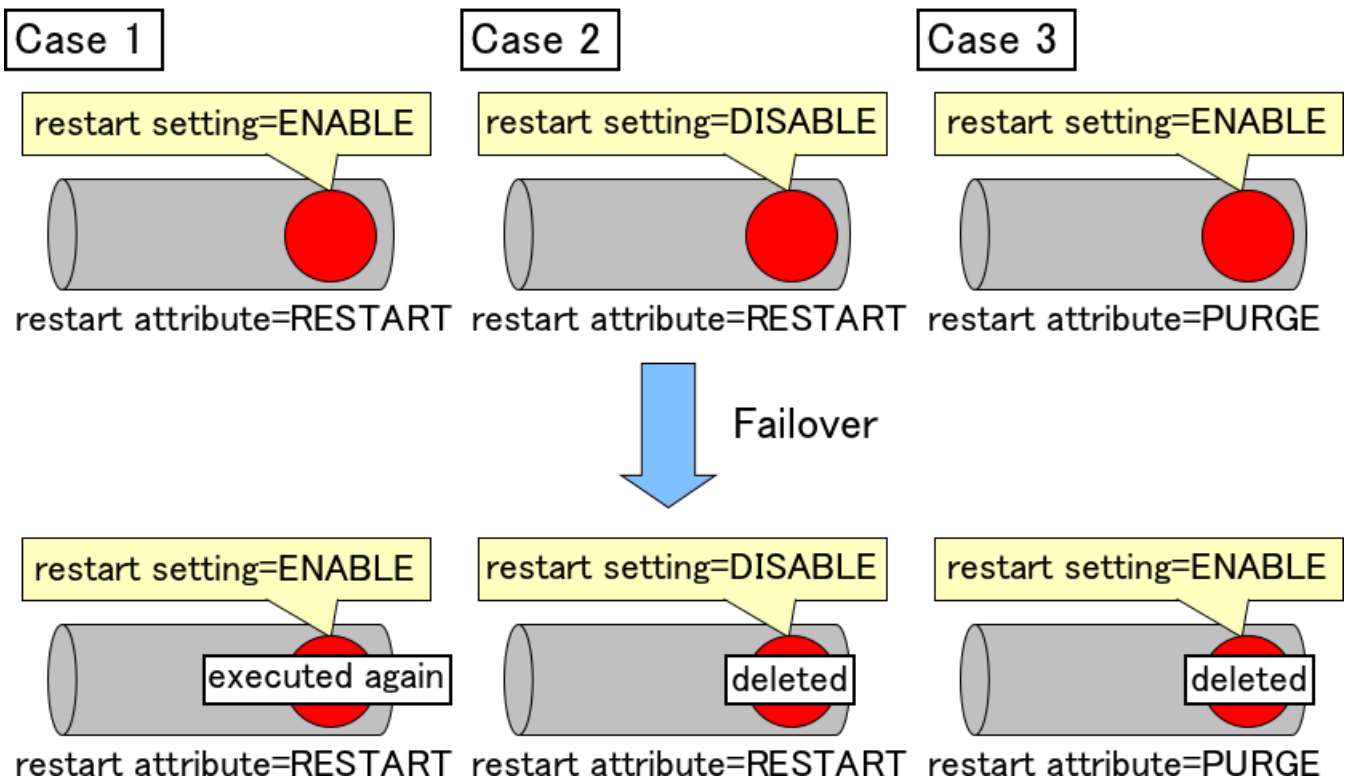 Case 1
Case 2
Case 3
restart setting=ENABLE
restart setting=DISABLE
restart setting=ENABLE
restart attribute=RESTART
restart attribute=RESTART
restart attribute=PURGE
Failover
restart setting=ENABLE
restart setting=DISABLE
restart setting=ENABLE
executed again
deleted
deleted
restart attribute=RESTART
restart attribute=RESTART
restart attribute=PURGE